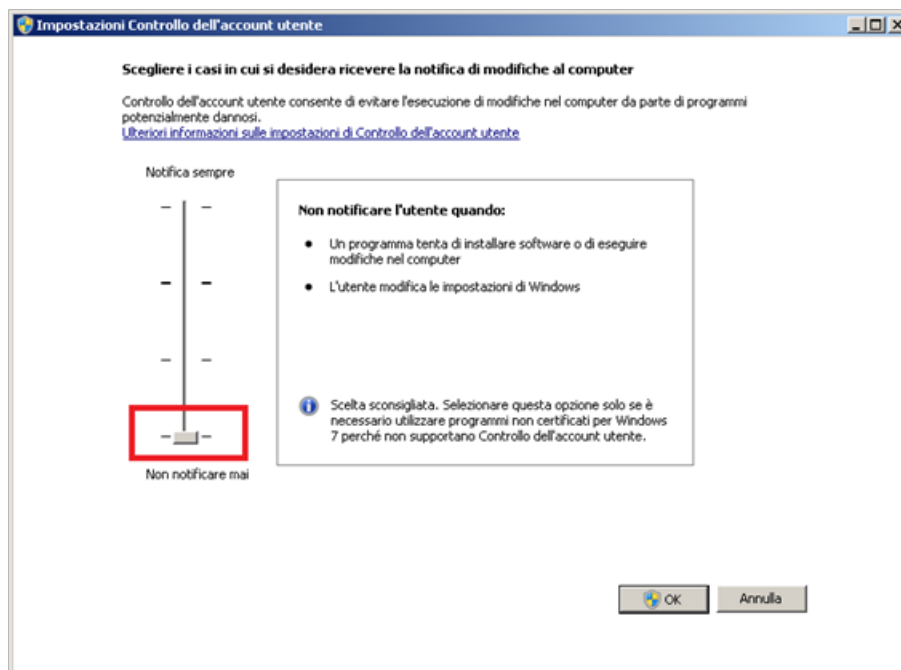 Impostazioni Controllo dell'account utente
Scegliere i casi in cui si desidera ricevere la notifica di modifiche al computer
Controllo dell'account utente consente di evitare l'esecuzione di modifiche nel computer da parte di programmi
potenzialmente dannosi.
Ulteriori informazioni sulle impostazioni di Controllo dell'account utente
Notifica sempre
Non notificare l'utente quando:
Un programma tenta di installare software o di eseguire
modifiche nel computer
L'utente modifica le impostazioni di Windows
Scelta sconsigliata. Selezionare questa opzione solo se è
necessario utilizzare programmi non certificati per Windows
7 perché non supportano Controllo dell'account utente.
Non notificare mai
OK
Annulla